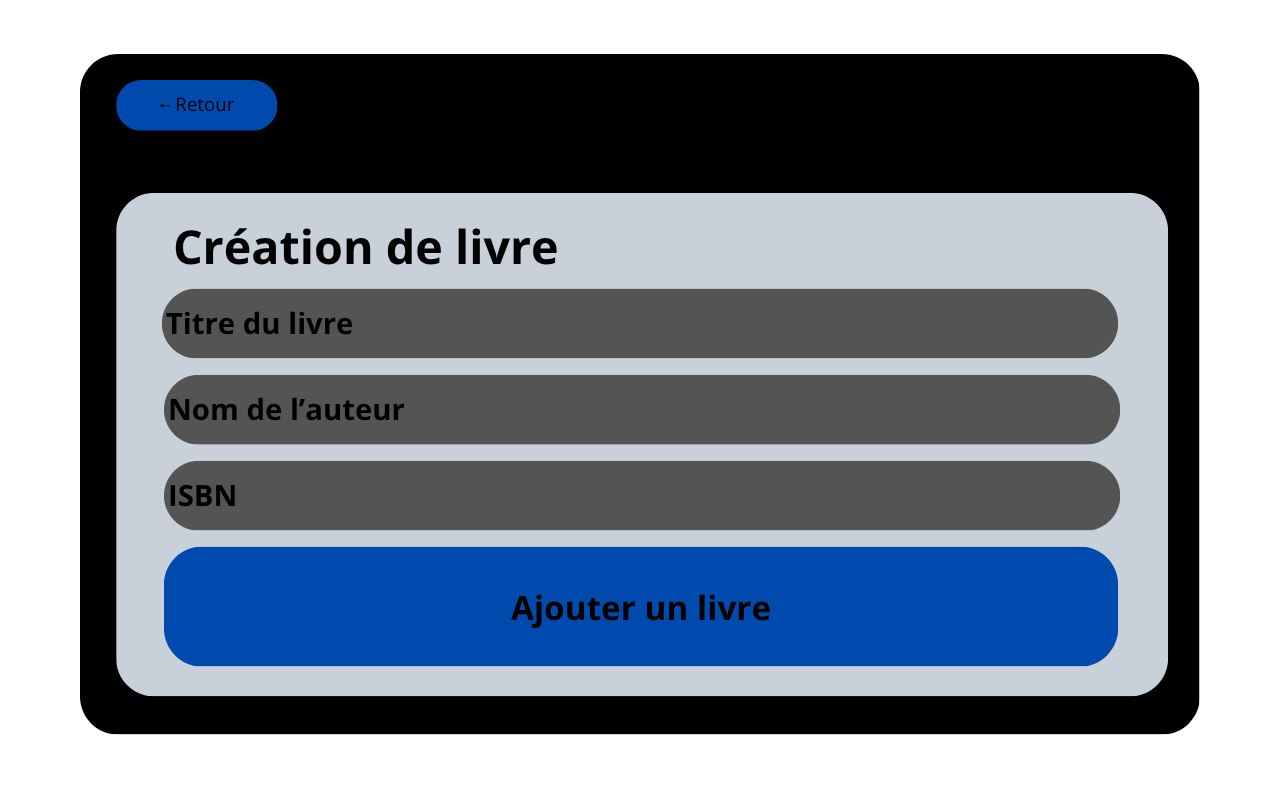 ← Retour
Création de livre
Titre du livre
Nom de l’auteur
ISBN
Ajouter un livre